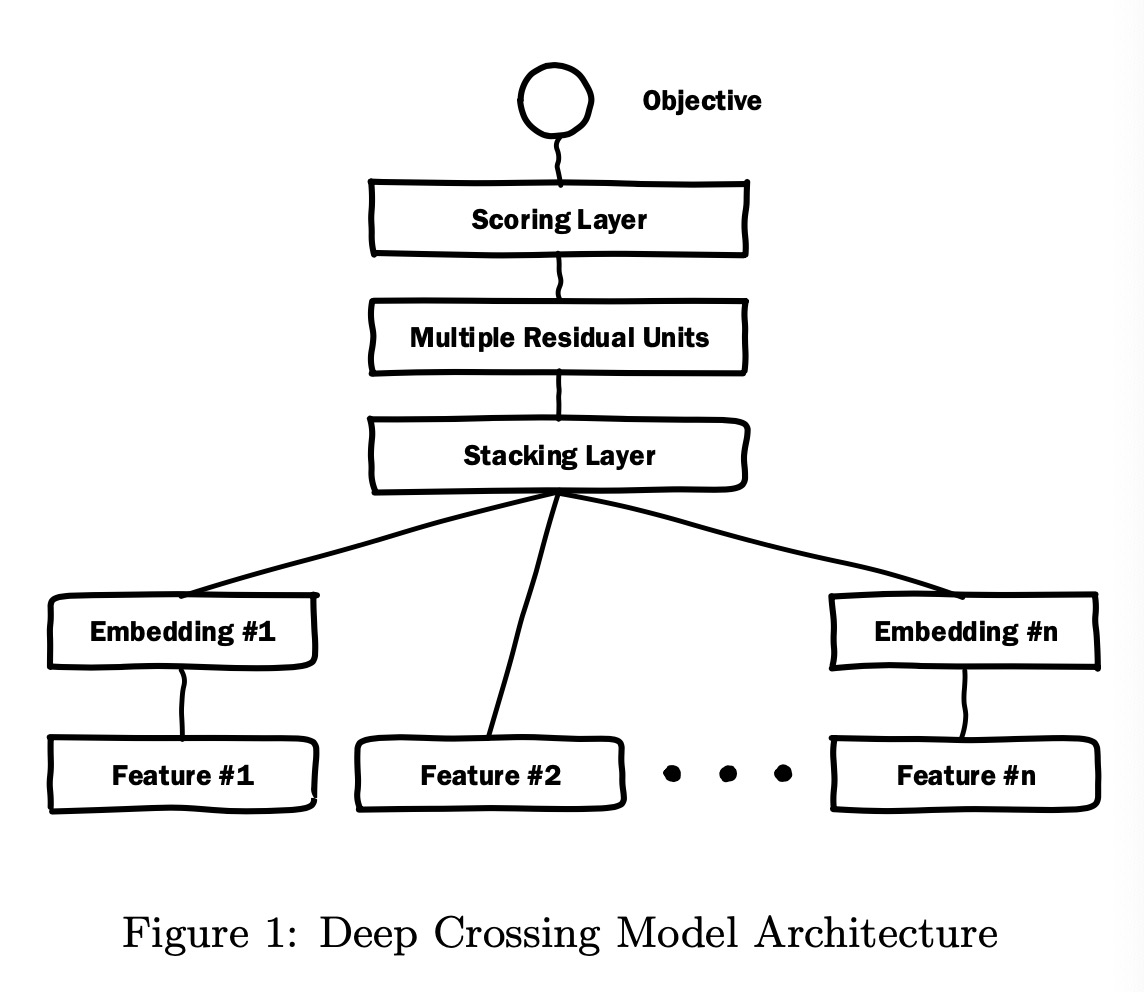 Objective
Scoring Layer
Multiple Residual Units
Stacking Layer
Embedding #1
Embedding #n
Feature #1
Feature #2
Feature #n
Figure 1: Deep Crossing Model Architecture